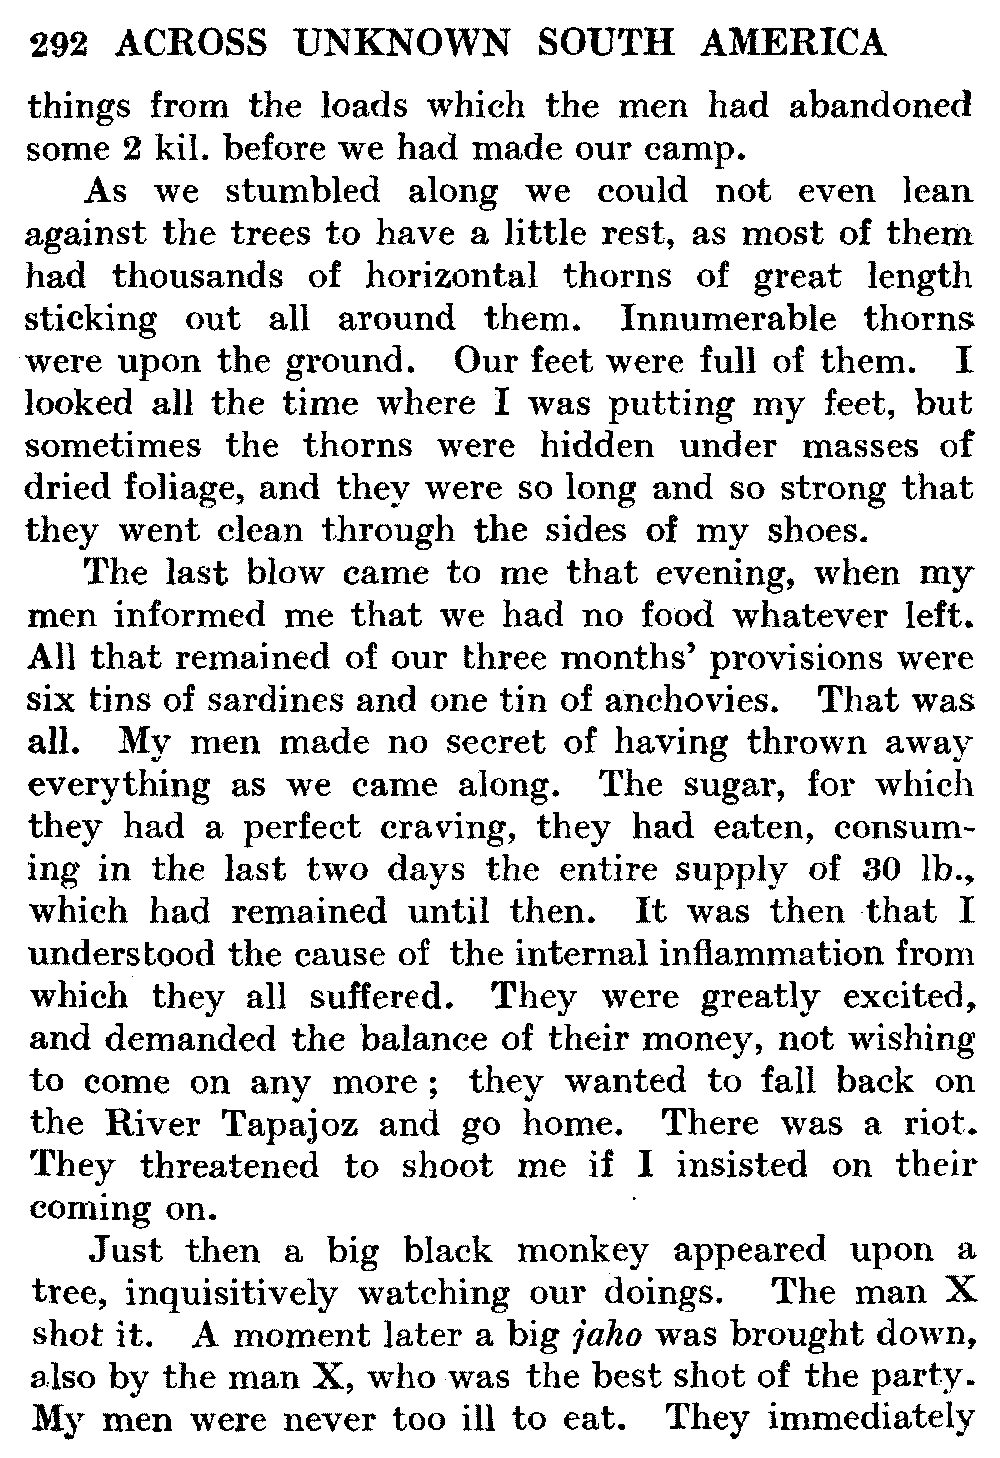 292 ACROSS UNKNOWN SOUTH AMERICA
things from the loads which the men had abandoned
some 2 kil. before we had made our camp.
As we stumbled along we could not even lean
against the trees to have a little rest, as most of them
had thousands of horizontal thorns of great length
sticking out all around them. Innumerable thorns
were upon the ground. Our feet were full of them. I
looked all the time where I was putting my feet, but
sometimes the thorns were hidden under masses of
dried foliage, and they were so long and so strong that
they went clean through the sides of my shoes.
The last blow came to me that evening, when my
men informed me that we had no food whatever left.
All that remained of our three months' provisions were
six tins of sardines and one tin of anchovies. That was
all. My men made no secret of having thrown away
everything as we came along. The sugar, for which
they had a perfect craving, they had eaten, consum-
ing in the last two days the entire supply of 30 lb.,
which had remained until then. It was then that I
understood the cause of the internal inflammation from
which they all suffered. They were greatly excited,
and demanded the balance of their money, not wishing
to come on any more; they wanted to fall back on
the River Tapajoz and go home. There was a riot.
They threatened to shoot me if I insisted on their
coming on.
Just then a big black monkey appeared upon a
tree, inquisitively watching our doings. The man X
shot it. A moment later a big jaho was brought down,
also by the man X, who was the best shot of the party.
My men were never too ill to eat. They immediately